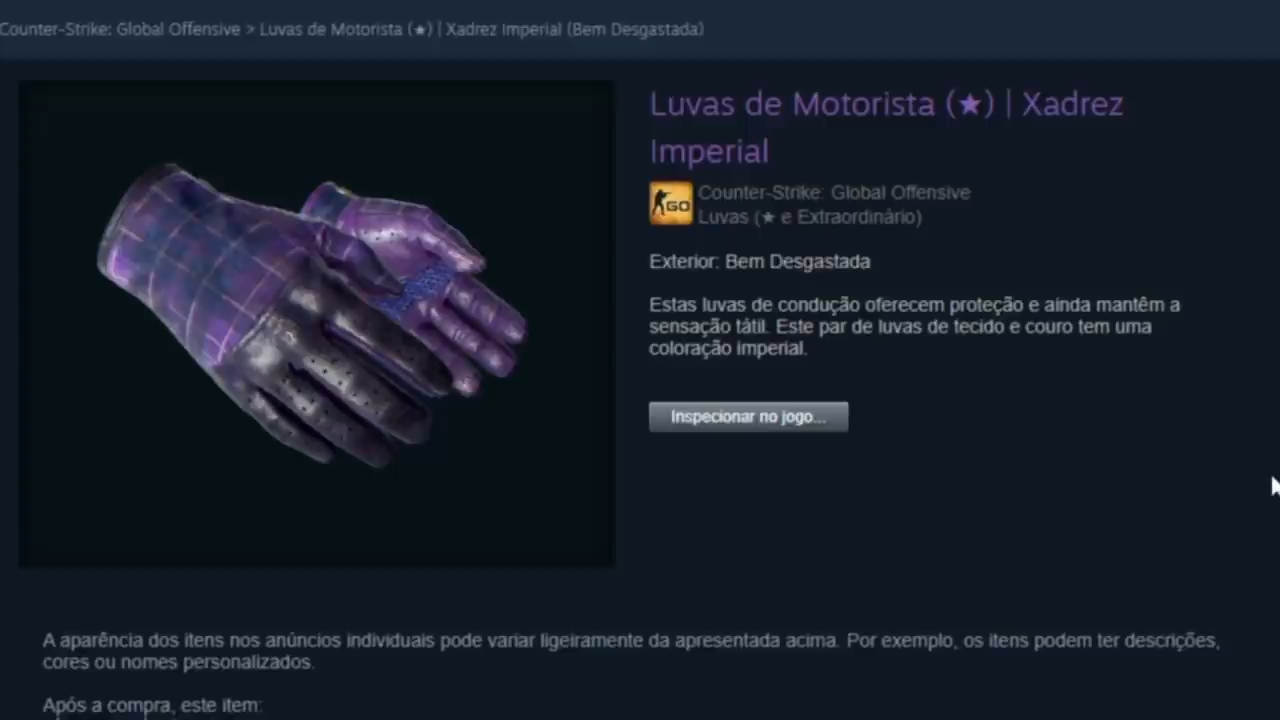 Counter-Strike: Global Offensive > Luvas de Motorista (★) | Xadrez Imperial (Bem Desgastada)
Luvas de Motorista (★) | Xadrez
Imperial
GO
Counter-Strike: Global Offensive
Luvas (★ e Extraordinário)
Exterior: Bem Desgastada
Estas luvas de condução oferecem proteção e ainda mantêm a
sensação tátil. Este par de luvas de tecido e couro tem uma
coloração imperial.
Inspecionar no jogo...
A aparência dos itens nos anúncios individuais pode variar ligeiramente da apresentada acima. Por exemplo, os itens podem ter descrições,
cores ou nomes personalizados.
Após a compra, este item: